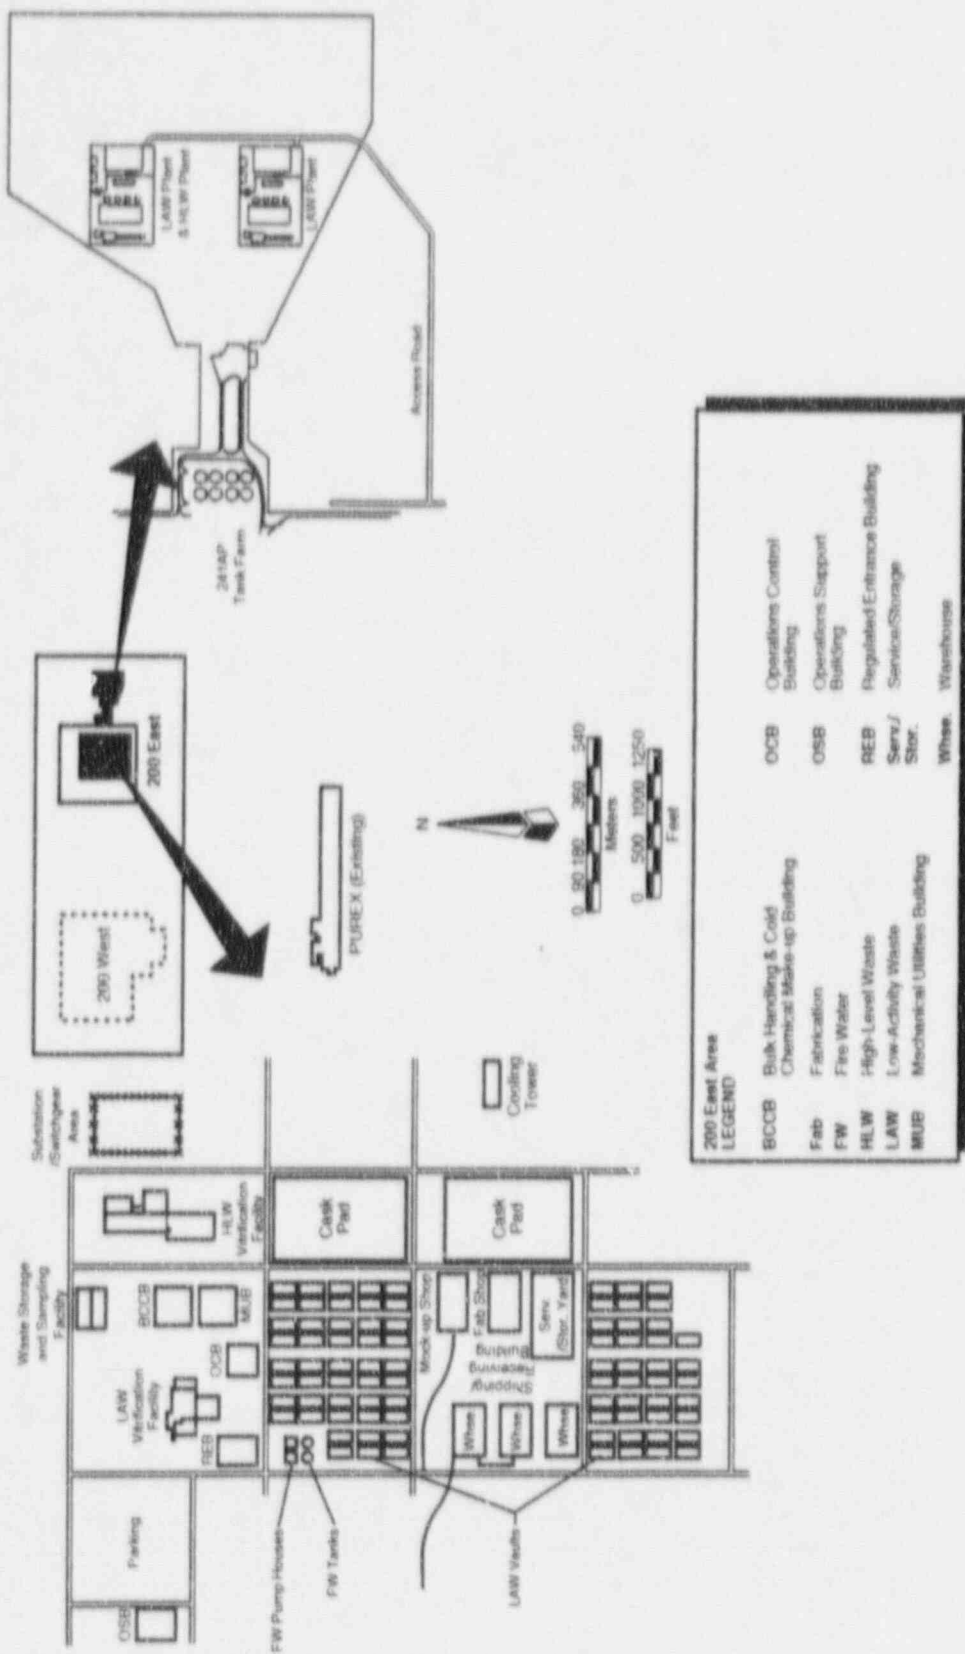 Waste Storage
and Sampling
Facility
Substation
/Switchgear
Area
OSB
Parking
LAW
Vitrification
Facility
REB
OCB
BCCB
MUB
HLW
Vitrification
Facility
FW Pump Houses
FW Tanks
Cask
Pad
LAW Vaults
Mock-up Shop
Fab Shop
Serv.
/Stor. Yard
Shipping/
Receiving
Building
Whse.
Whse.
Whse.
Cask
Pad
Cooling
Tower
200 West
200 East
PUREX (Existing)
N
0 90 180 360 540
Meters
0 500 1000 1250
Feet
241AP
Tank Farm
LAW Plant
& HLW Plant
LAW Plant
Access Road
200 East Area
LEGEND
BCCB Bulk Handling & Cold
Chemical Make-up Building
Fab Fabrication
FW Fire Water
HLW High-Level Waste
LAW Low-Activity Waste
MUB Mechanical Utilities Building
OCB Operations Control
Building
OSB Operations Support
Building
REB Regulated Entrance Building
Serv./ Service/Storage
Stor.
Whse. Warehouse